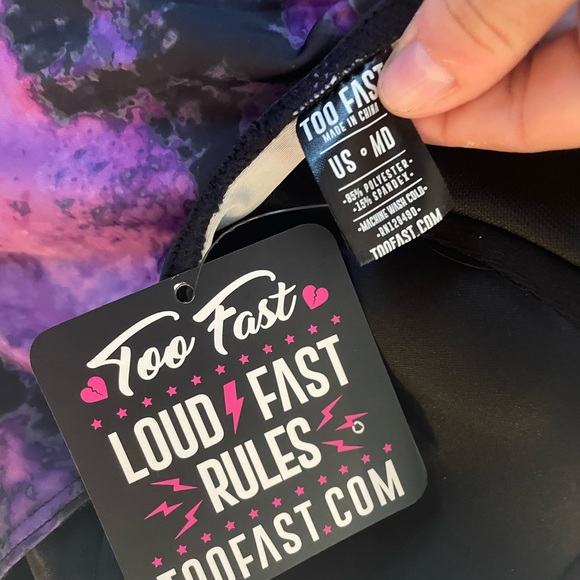 TOO FAST
MADE IN CHINA
US • MD
-85% POLYESTER-
-15% SPANDEX-
-MACHINE WASH COLD-
-RN129490-
TOOFAST.COM
Too Fast
LOUD FAST
RULES
TOOFAST.COM